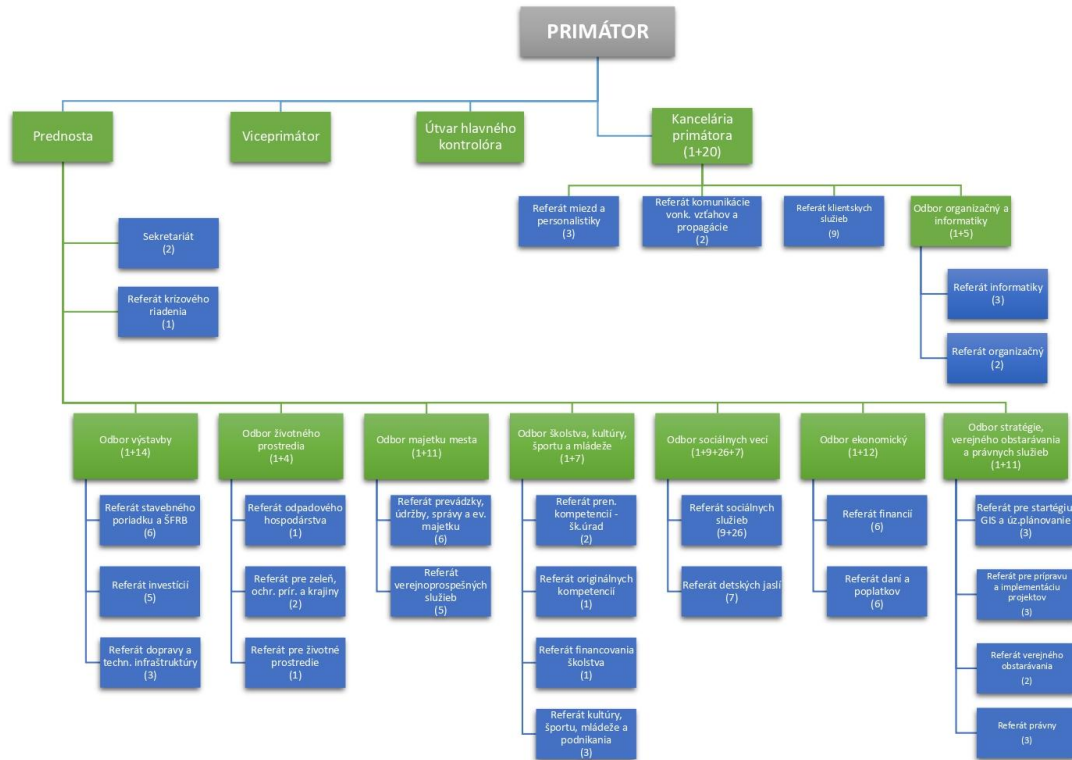 PRIMÁTOR
Prednosta
Viceprimátor
Útvar hlavného
kontrolóra
Kancelária
primátora
(1+20)
Referát miezd a
personalistiky
(3)
Referát komunikácie
vonk. vzťahov a
propagácie
(2)
Referát klientskych
služieb
(9)
Odbor organizačný a
informatiky
(1+5)
Sekretariát
(2)
Referát krízového
riadenia
(1)
Referát informatiky
(3)
Referát organizačný
(2)
Odbor výstavby
(1+14)
Referát stavebného
poriadku a ŠFRB
(6)
Referát investícií
(5)
Referát dopravy a
techn. infraštruktúry
(3)
Odbor životného
prostredia
(1+4)
Referát odpadového
hospodárstva
(1)
Referát pre zeleň,
ochr. prír. a krajiny
(2)
Referát pre životné
prostredie
(1)
Odbor majetku mesta
(1+11)
Referát prevádzky,
údržby, správy a ev.
majetku
(6)
Referát
verejnoprospešných
služieb
(5)
Odbor školstva, kultúry,
športu a mládeže
(1+7)
Referát pren.
kompetencií -
šk.úrad
(2)
Referát originálnych
kompetencií
(1)
Referát financovania
školstva
(1)
Referát kultúry,
športu, mládeže a
podnikania
(3)
Odbor sociálnych vecí
(1+9+26+7)
Referát sociálnych
služieb
(9+26)
Referát detských jaslí
(7)
Odbor ekonomický
(1+12)
Referát financií
(6)
Referát daní a
poplatkov
(6)
Odbor stratégie,
verejného obstarávania
a právnych služieb
(1+11)
Referát pre startégiu,
GIS a úz.plánovanie
(3)
Referát pre prípravu
a implementáciu
projektov
(3)
Referát verejného
obstarávania
(2)
Referát právny
(3)